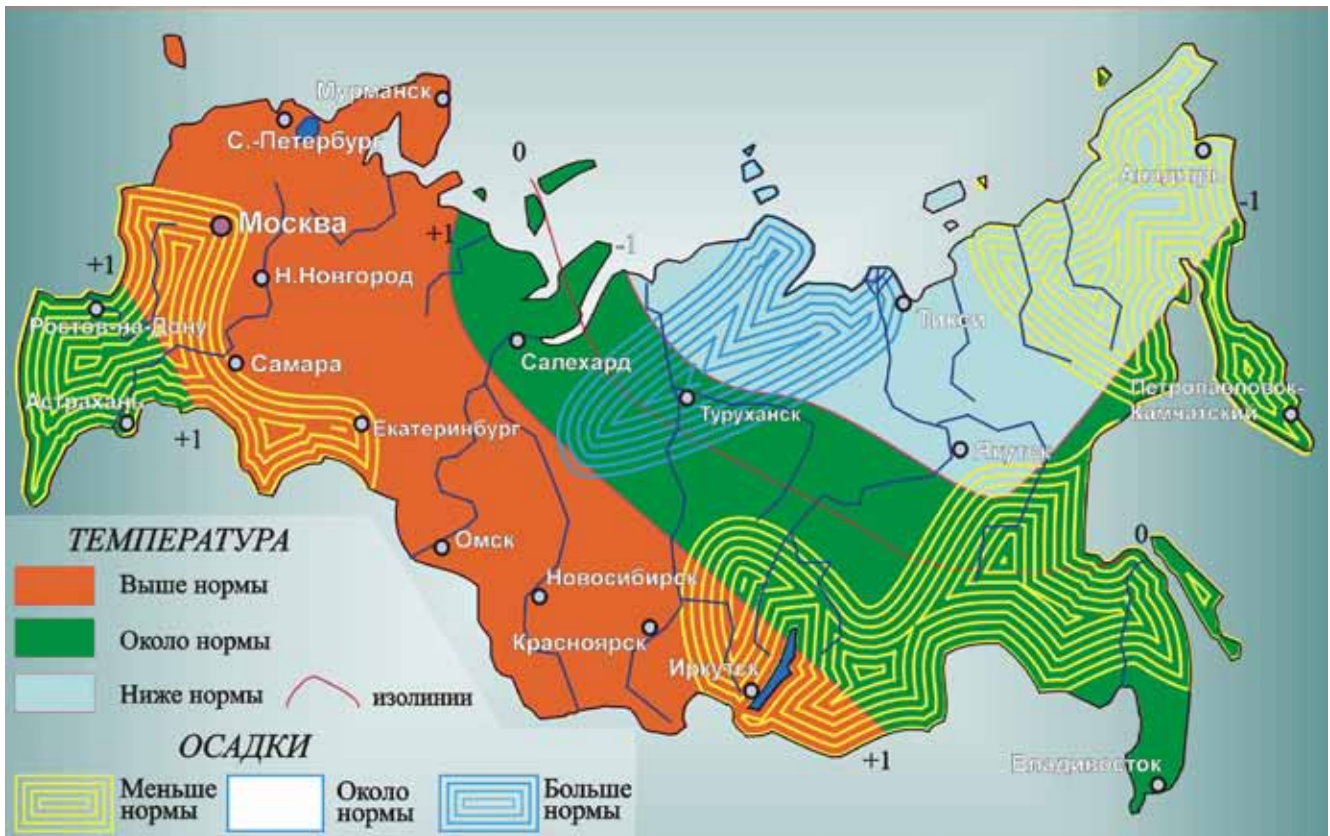 Мурманск
С.-Петербург
0
Москва
+1
-1
Анадырь
-1
+1
Н.Новгород
Ростов-на-Дону
Тикси
Самара
Салехард
Астрахань
Туруханск
Петропавловок-
Камчатский
+1
Екатеринбург
Якутск
ТЕМПЕРАТУРА
Омск
0
Выше нормы
Новосибирск
Около нормы
Красноярск
Иркутск
Ниже нормы
изолинии
ОСАДКИ
+1
Владивосток
Меньше
нормы
Около
нормы
Больше
нормы